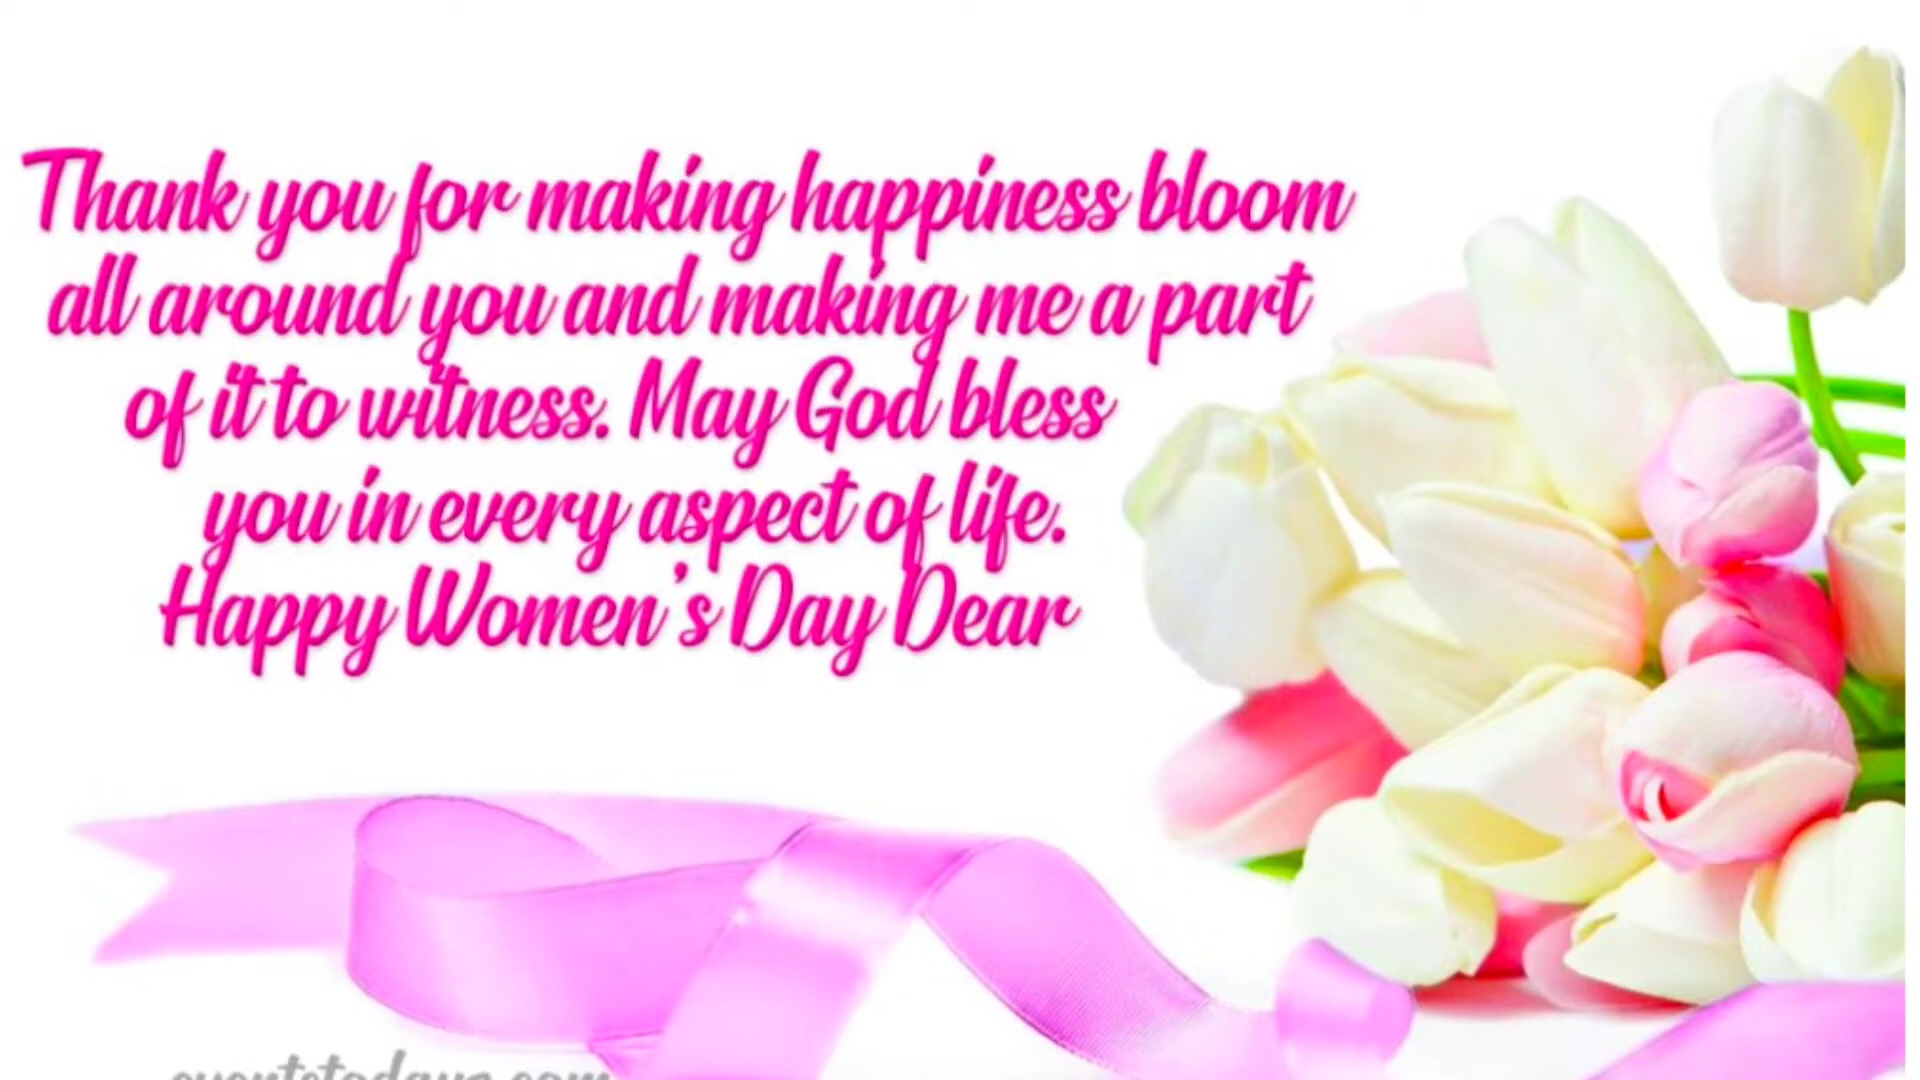 Thank you for making happiness bloom
all around you and making me a part
of it to witness. May God bless
you in every aspect of life.
Happy Women's Day Dear